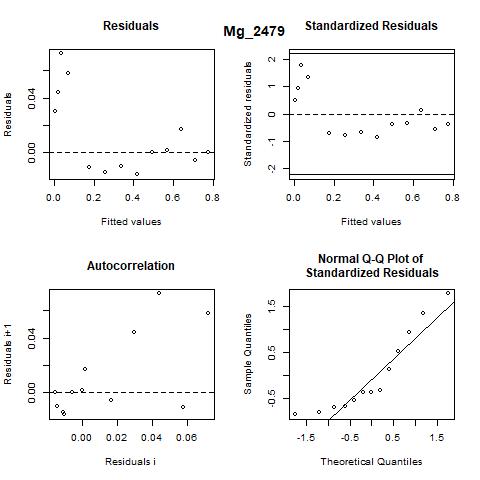 Mg_2479
Residuals
Residuals
0.00
0.04
0.0 0.2 0.4 0.6 0.8
Fitted values
Standardized Residuals
Standardized residuals
-2 -1 0 1 2
0.0 0.2 0.4 0.6 0.8
Fitted values
Autocorrelation
Residuals i+1
0.00
0.04
0.00 0.02 0.04 0.06
Residuals i
Normal Q-Q Plot of
Standardized Residuals
Sample Quantiles
-0.5 0.5 1.5
-1.5 -0.5 0.5 1.5
Theoretical Quantiles